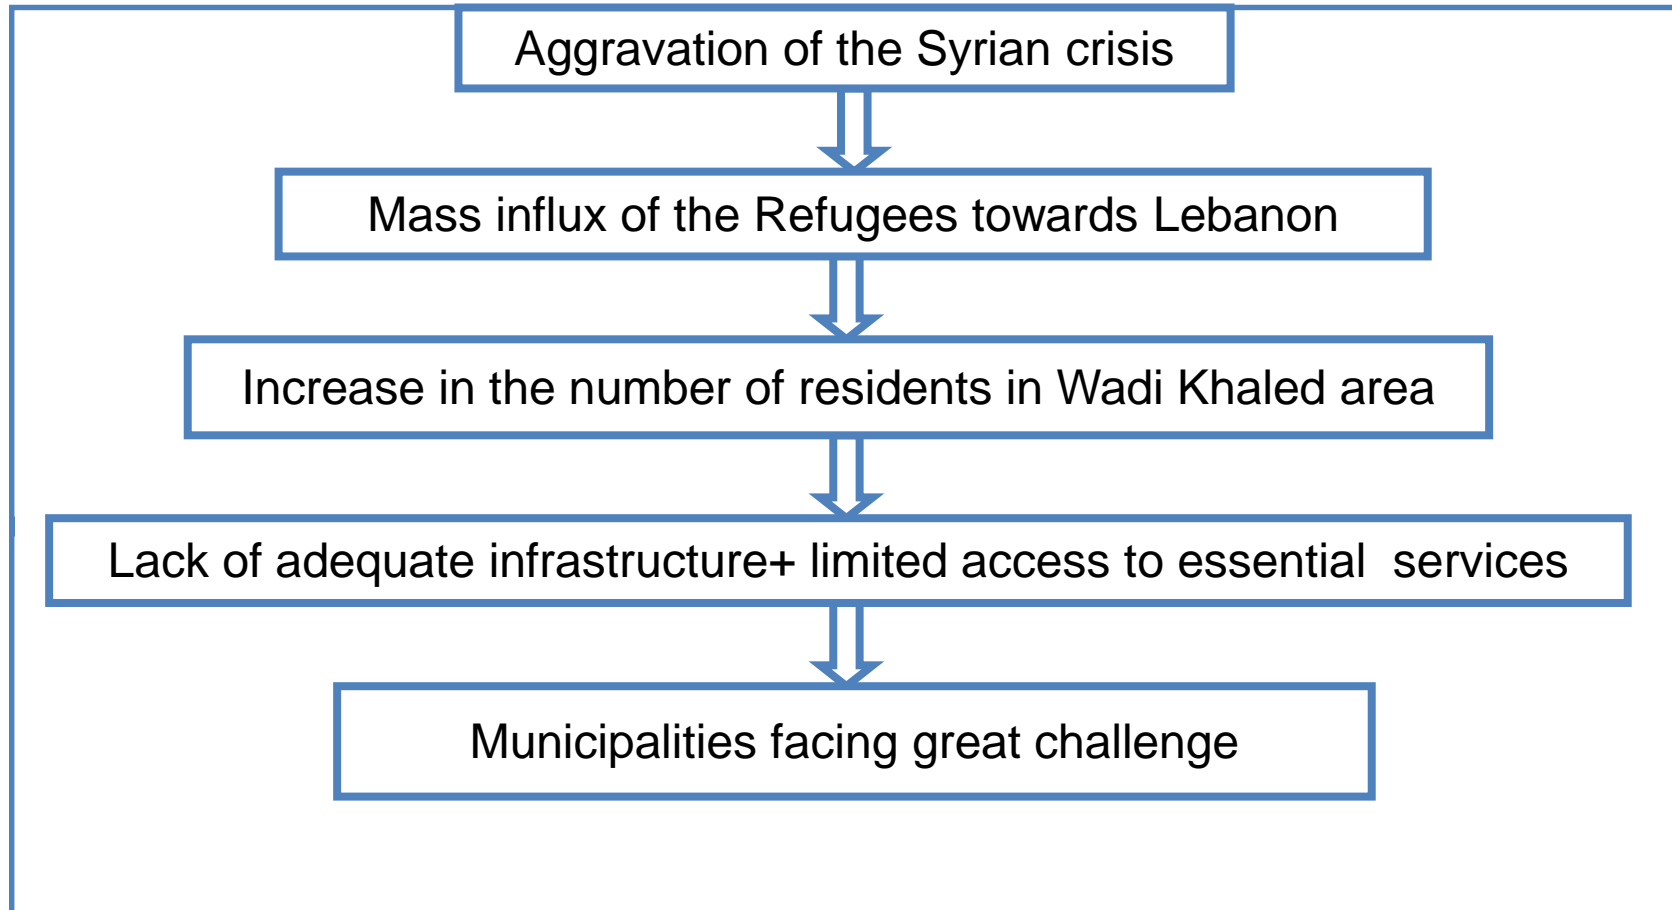 Aggravation of the Syrian crisis
Mass influx of the Refugees towards Lebanon
Increase in the number of residents in Wadi Khaled area
Lack of adequate infrastructure+ limited access to essential  services
Municipalities facing great challenge